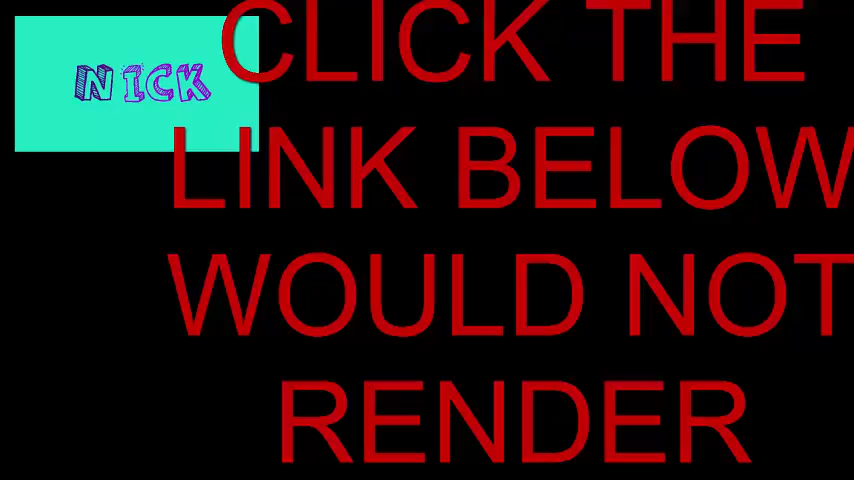 NICK
CLICK THE
LINK BELOW
WOULD NOT
RENDER